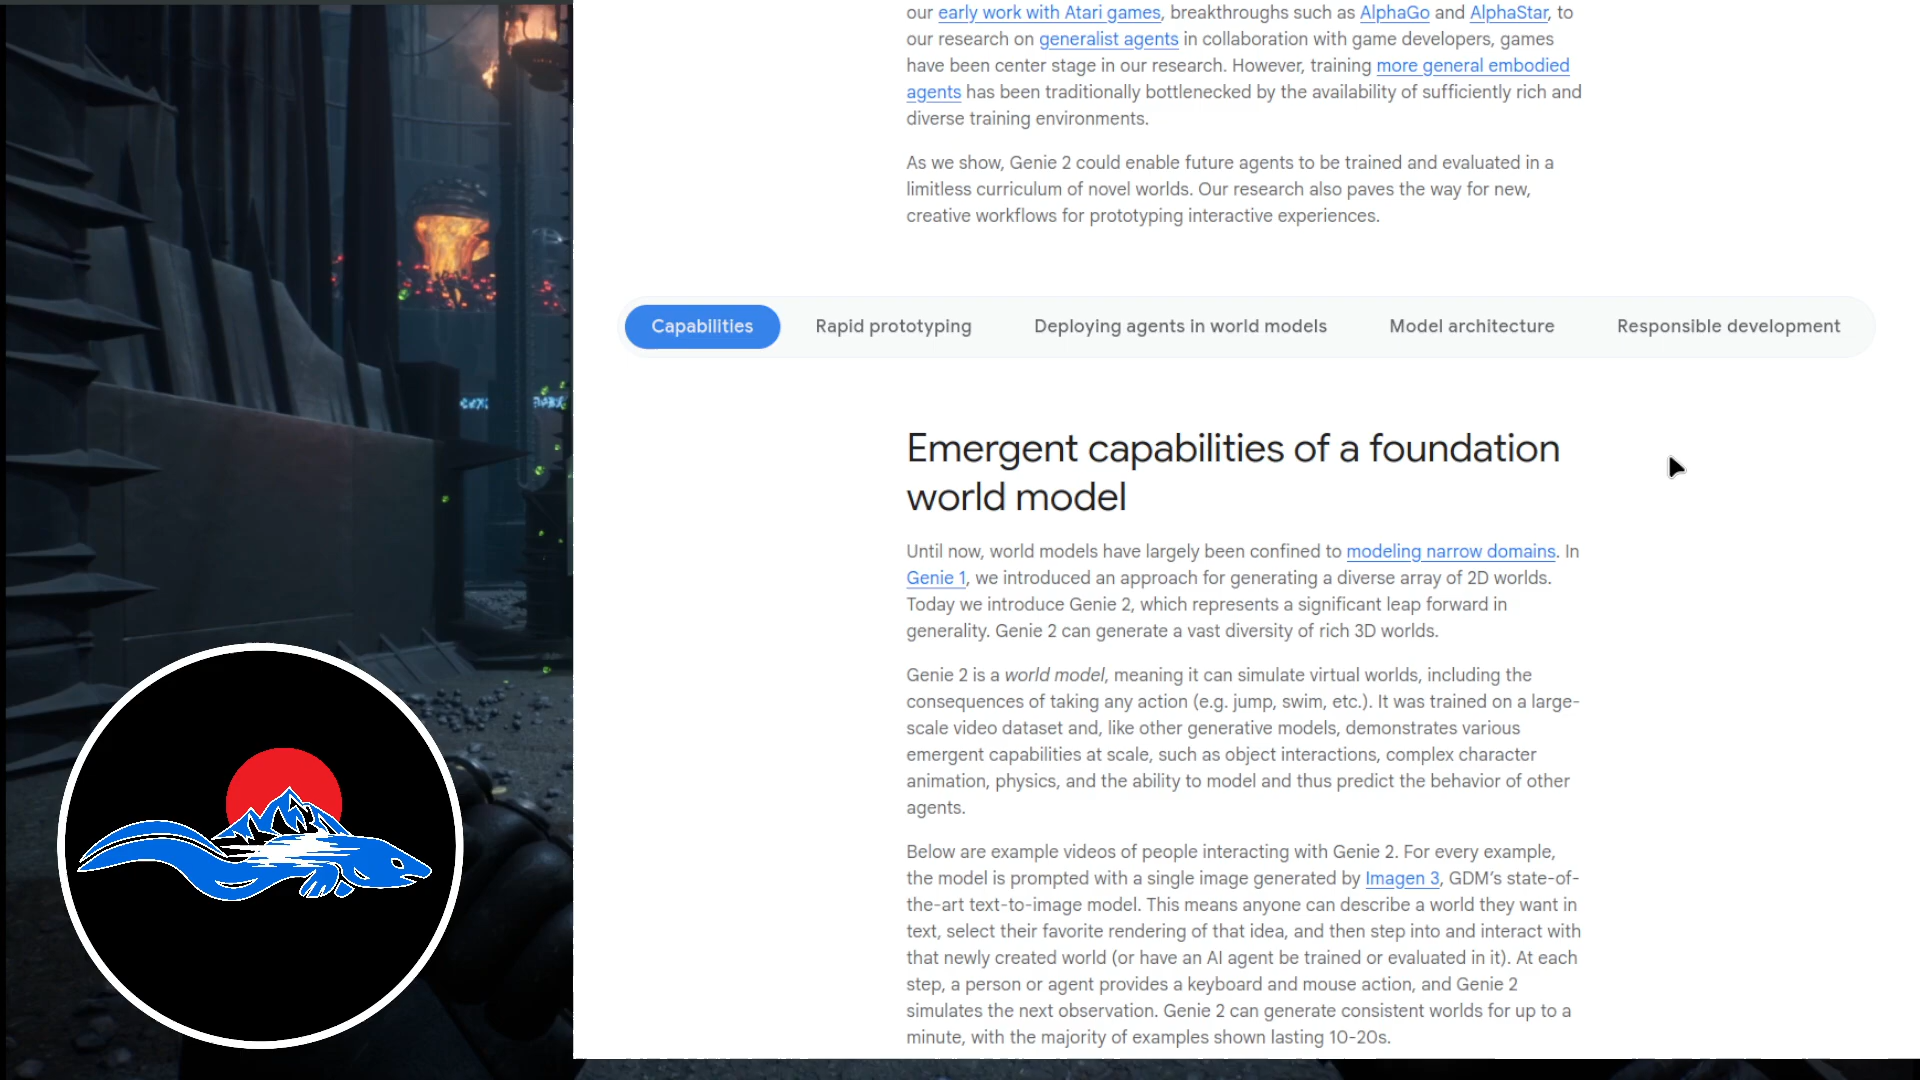 our early work with Atari games, breakthroughs such as AlphaGo and AlphaStar, to
our research on generalist agents in collaboration with game developers, games
have been center stage in our research. However, training more general embodied
agents has been traditionally bottlenecked by the availability of sufficiently rich and
diverse training environments.
As we show, Genie 2 could enable future agents to be trained and evaluated in a
limitless curriculum of novel worlds. Our research also paves the way for new,
creative workflows for prototyping interactive experiences.
Capabilities Rapid prototyping Deploying agents in world models Model architecture Responsible development
Emergent capabilities of a foundation
world model
Until now, world models have largely been confined to modeling narrow domains. In
Genie 1, we introduced an approach for generating a diverse array of 2D worlds.
Today we introduce Genie 2, which represents a significant leap forward in
generality. Genie 2 can generate a vast diversity of rich 3D worlds.
Genie 2 is a world model, meaning it can simulate virtual worlds, including the
consequences of taking any action (e.g. jump, swim, etc.). It was trained on a large-
scale video dataset and, like other generative models, demonstrates various
emergent capabilities at scale, such as object interactions, complex character
animation, physics, and the ability to model and thus predict the behavior of other
agents.
Below are example videos of people interacting with Genie 2. For every example,
the model is prompted with a single image generated by Imagen 3, GDM’s state-of-
the-art text-to-image model. This means anyone can describe a world they want in
text, select their favorite rendering of that idea, and then step into and interact with
that newly created world (or have an AI agent be trained or evaluated in it). At each
step, a person or agent provides a keyboard and mouse action, and Genie 2
simulates the next observation. Genie 2 can generate consistent worlds for up to a
minute, with the majority of examples shown lasting 10-20s.